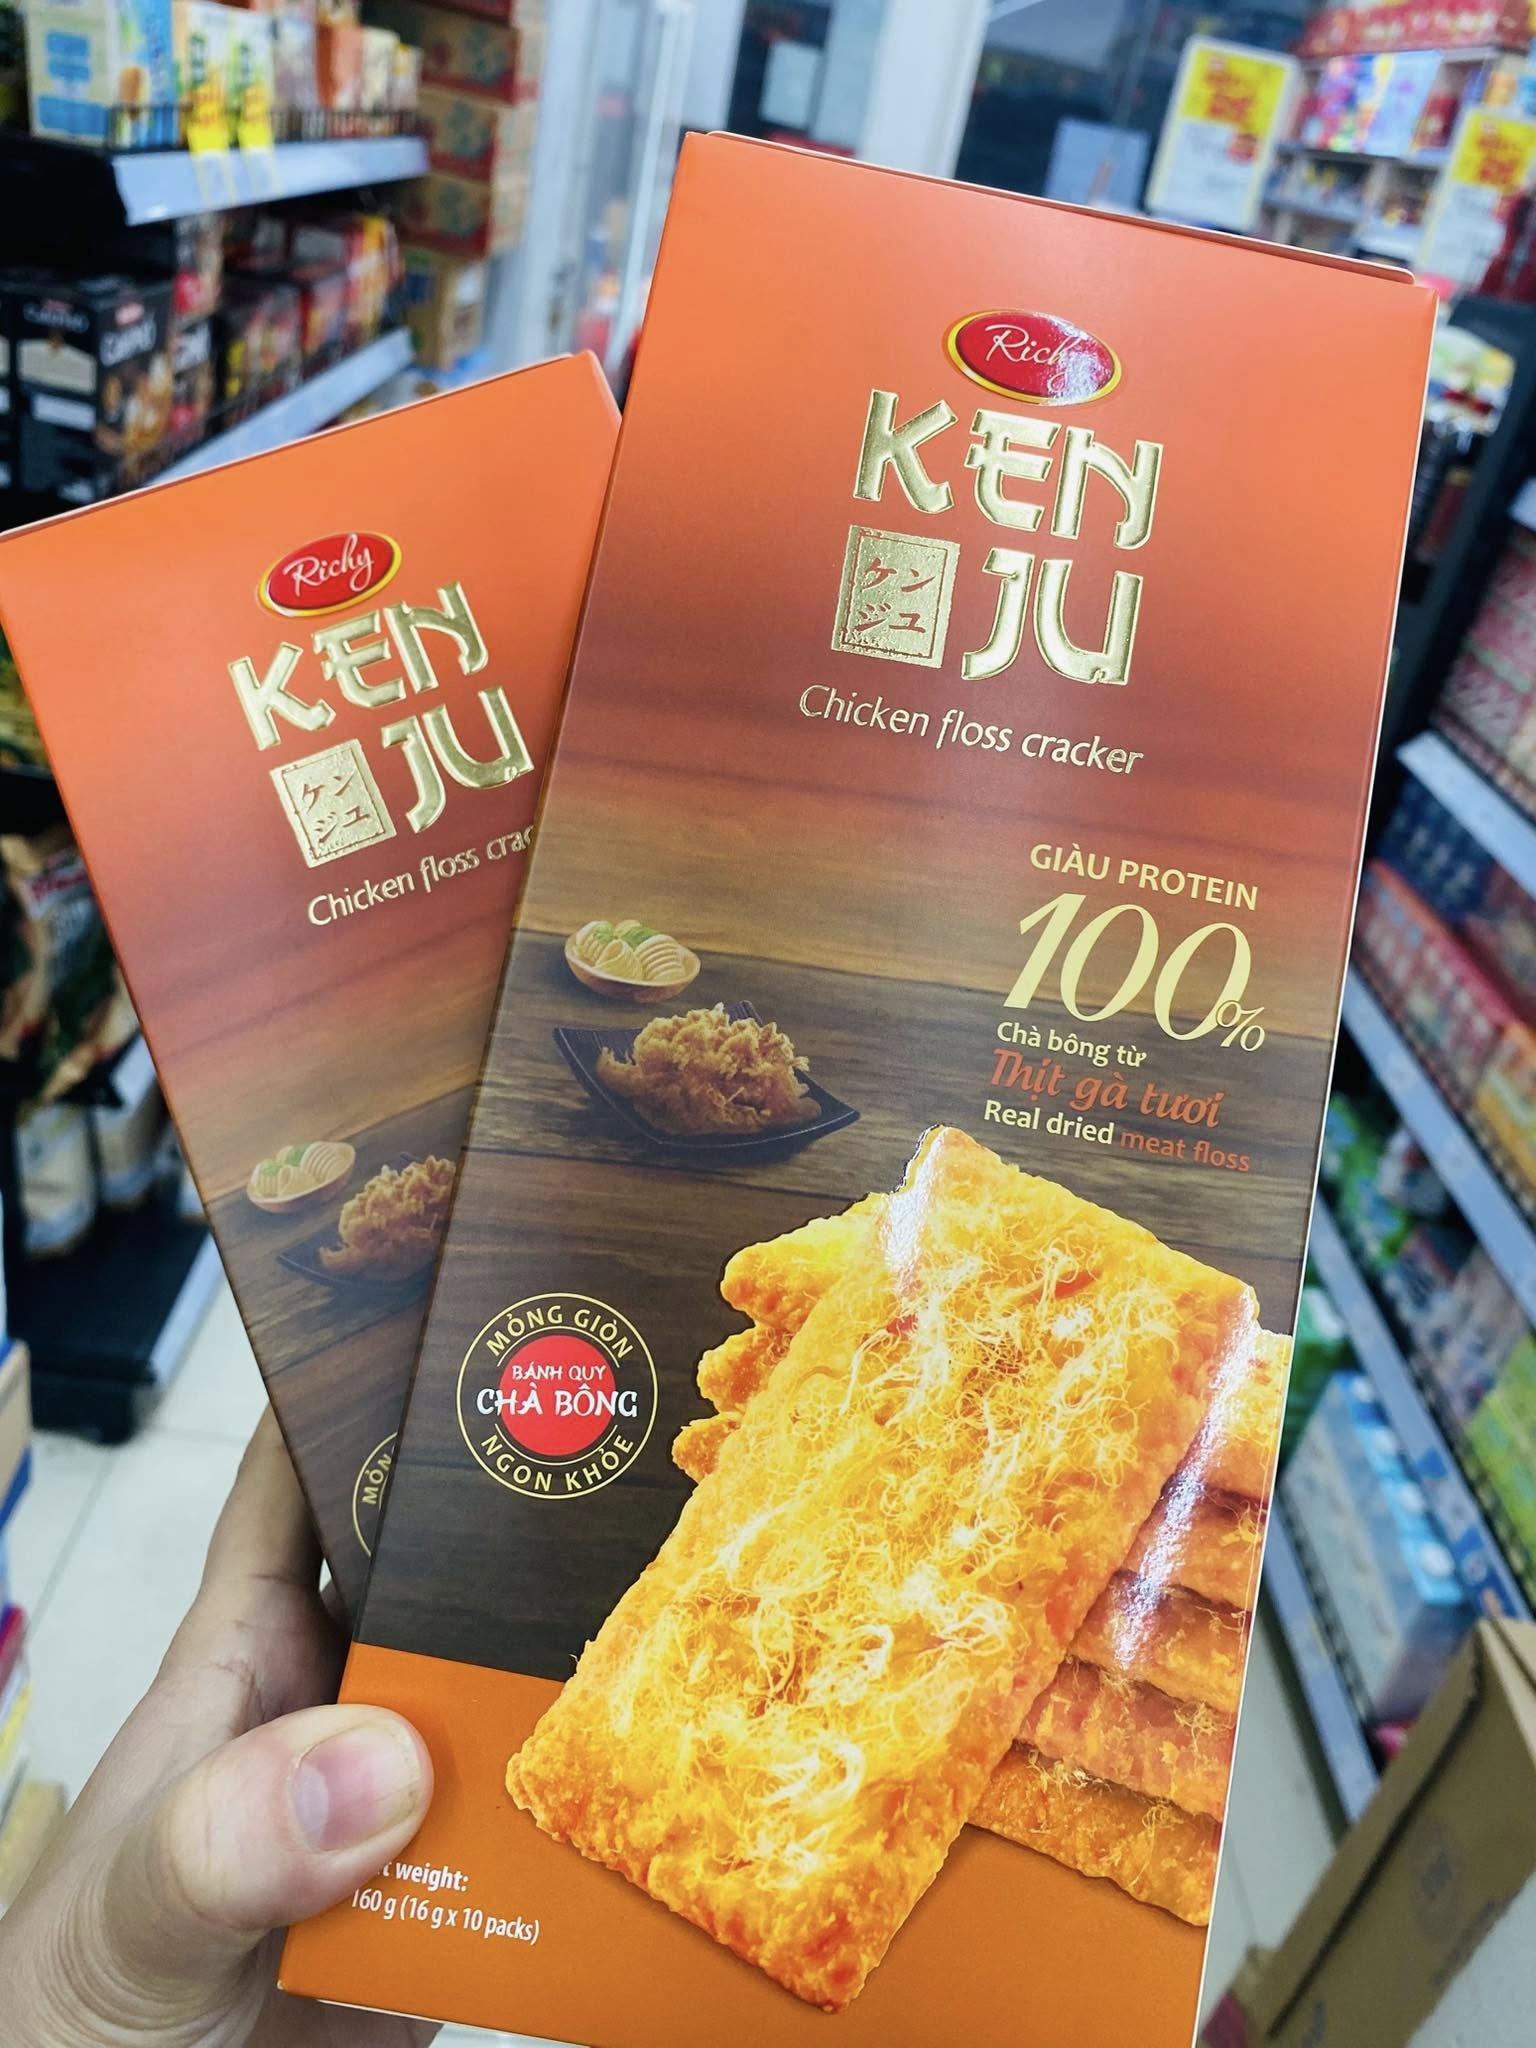 Richy
KEN
ケン
ジュ
JU
Chicken floss crac
Richy
KEN
ケン
ジュ
JU
Chicken floss cracker
GIÀU PROTEIN
100%
Chà bông từ
Thịt gà tươi
Real dried meat floss
MỎNG GIÒN
BÁNH QUY
CHÀ BÔNG
NGON KHỎE
MỎN
weight:
160 g (16 g x 10 packs)